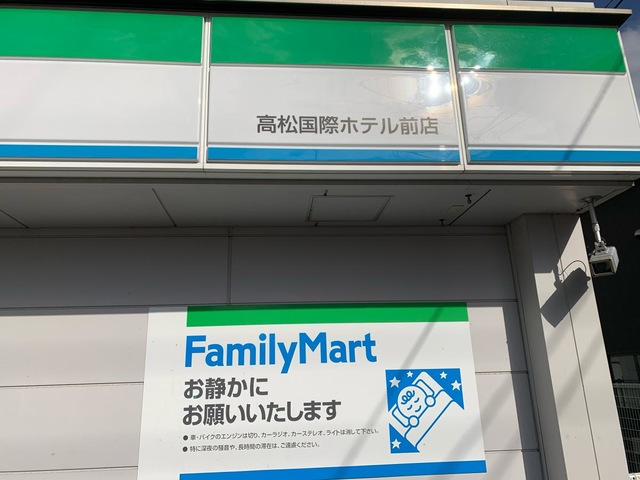 高松国際ホテル前店
FamilyMart
お静かに
お願いいたします
● 車・バイクのエンジンは切り、カーラジオ、カーステレオ、ライトは消して下さい。
● 特に深夜の騒音や、長時間の滞在は、ご遠慮ください。